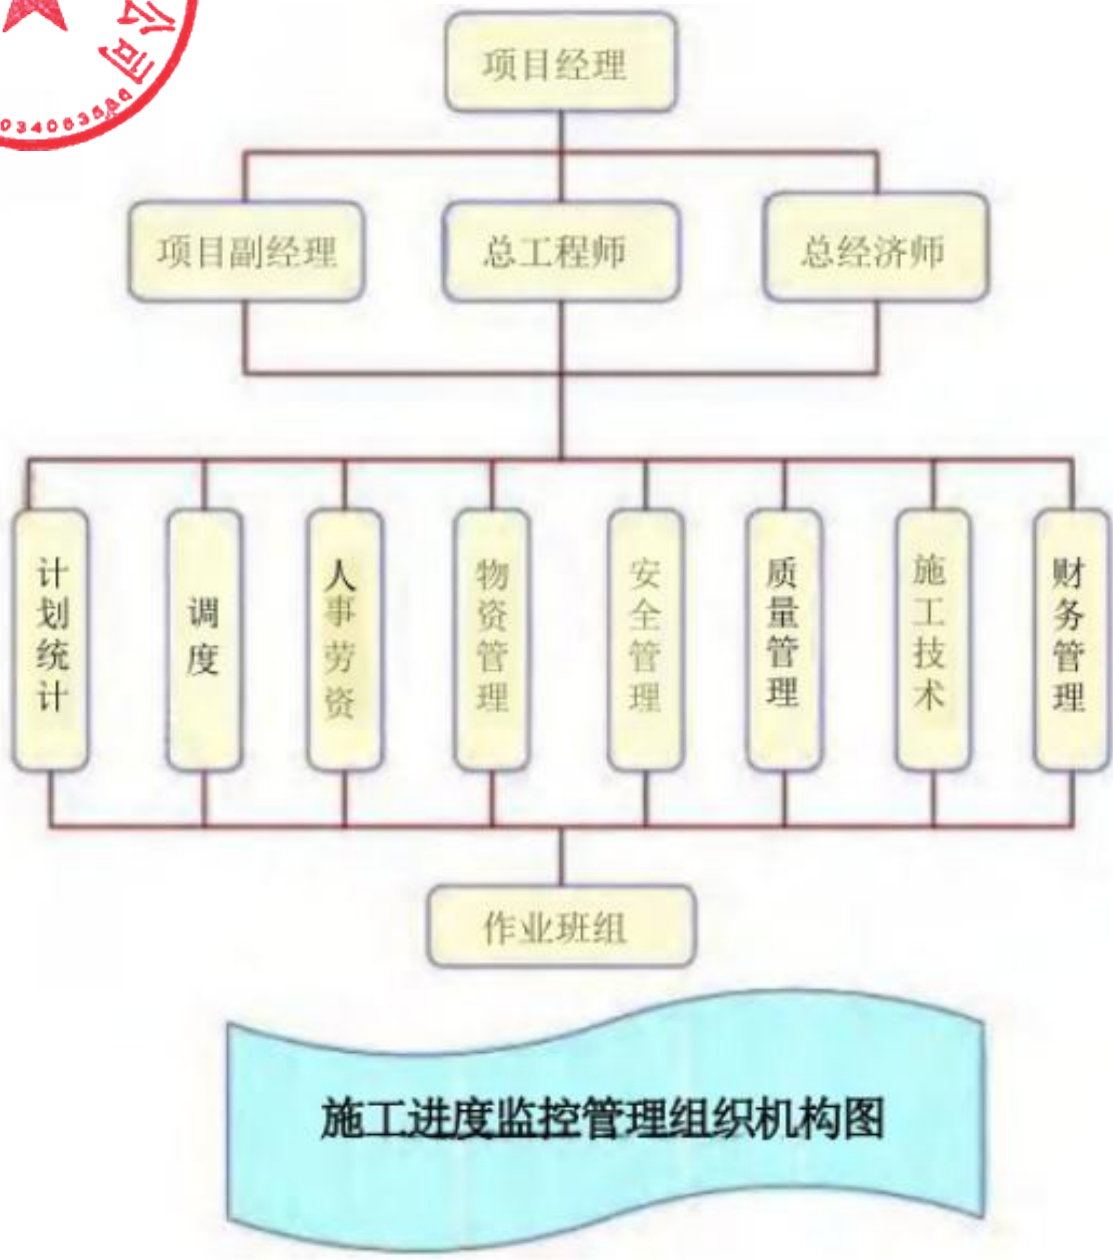 公司
项目经理
项目副经理
总工程师
总经济师
计划统计
调度
人事劳资
物资管理
安全管理
质量管理
施工技术
财务管理
作业班组
施工进度监控管理组织机构图